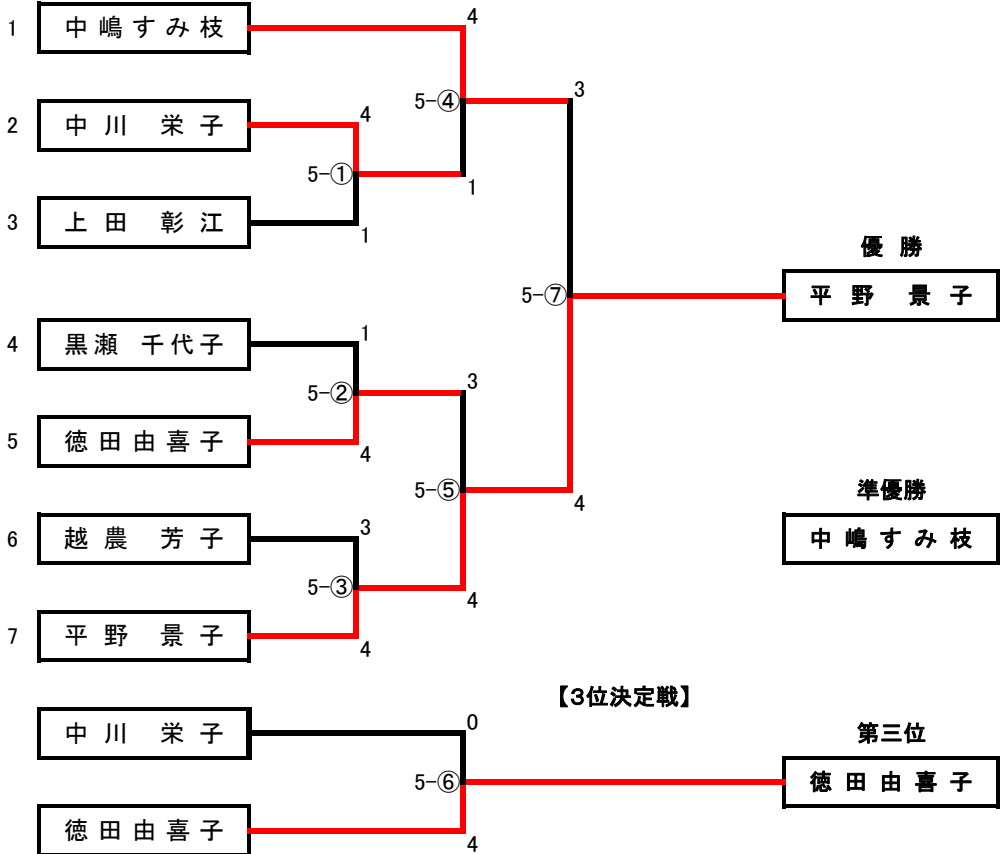 4
1 中嶋すみ枝
5-④ 3
2 中川 栄子 4
5-①
1
3 上田 彰江 1
優勝
5-⑦ 平野 景子
4 黒瀬 千代子 1
5-② 3
5 徳田由喜子 4
5-⑤ 準優勝
4
6 越農 芳子 3 中嶋すみ枝
5-③
4
7 平野 景子 4
【3位決定戦】
中川 栄子 0 第三位
5-⑥ 徳田由喜子
徳田由喜子 4